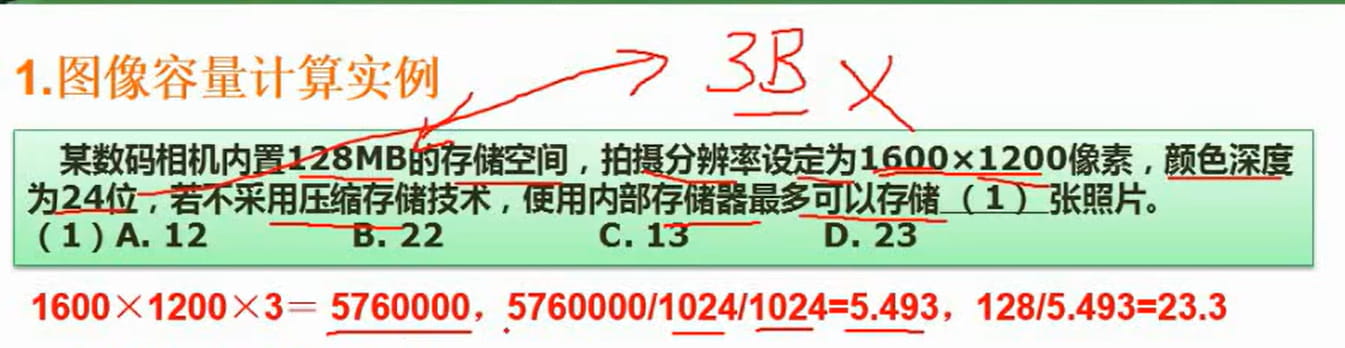 3B ×
1.图像容量计算实例
某数码相机内置128MB的存储空间，拍摄分辨率设定为1600×1200像素，颜色深度
为24位，若不采用压缩存储技术，使用内部存储器最多可以存储（1）张照片。
（1）A. 12 B. 22 C. 13 D. 23
1600×1200×3＝ 5760000，5760000/1024/1024=5.493，128/5.493=23.3